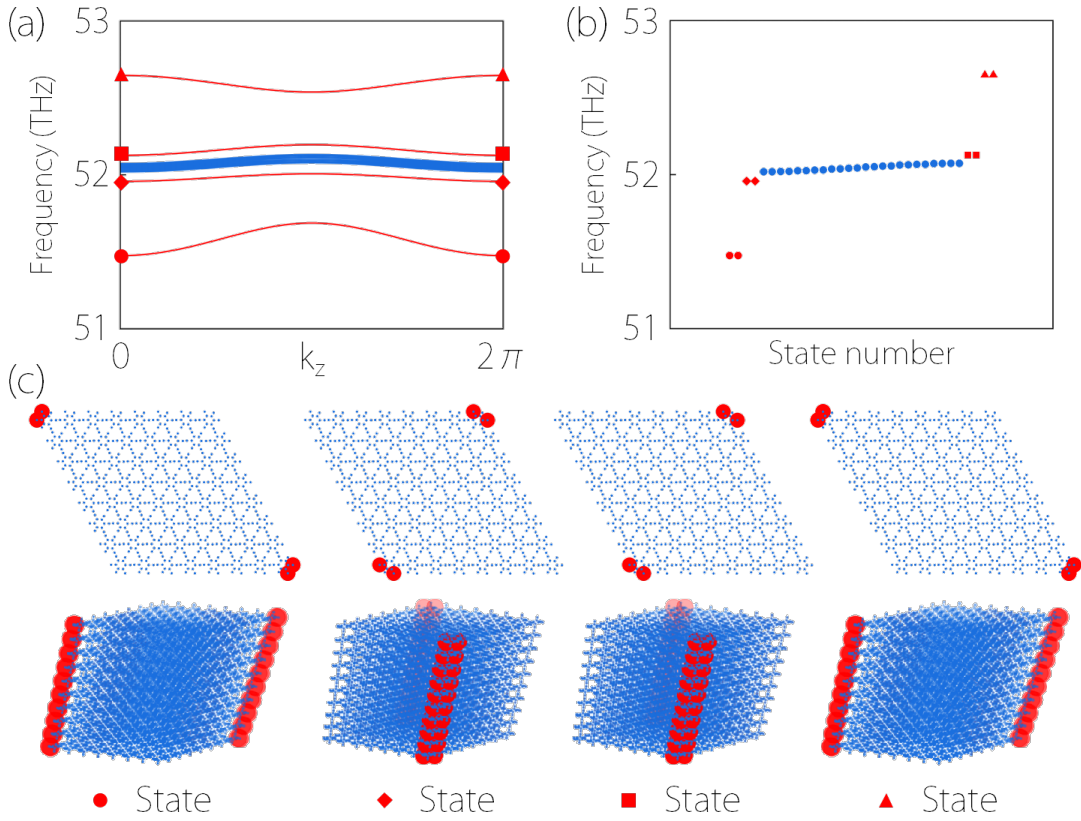 (a)
53
52
51
Frequency (THz)
0
k_z
2π
(b)
53
52
51
Frequency (THz)
State number
(c)
State
State
State
State